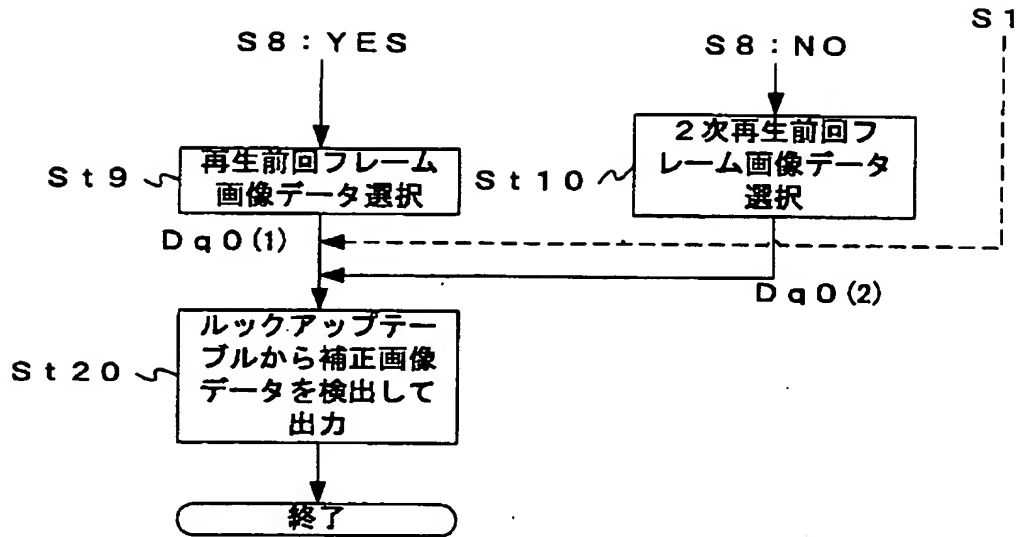 S1
S8:YES
S8:NO
St9
再生前回フレーム
画像データ選択
St10
2次再生前回フ
レーム画像データ
選択
Dq0(1)
Dq0(2)
St20
ルックアップテー
ブルから補正画像
データを検出して
出力
終了